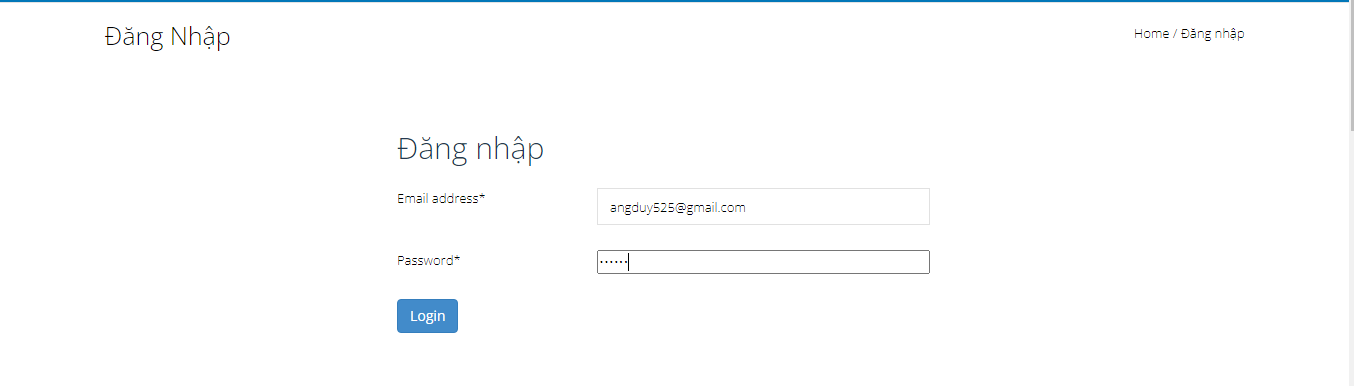 Đăng Nhập
Home / Đăng nhập
Đăng nhập
Email address*
angduy525@gmail.com
Password*
······
Login